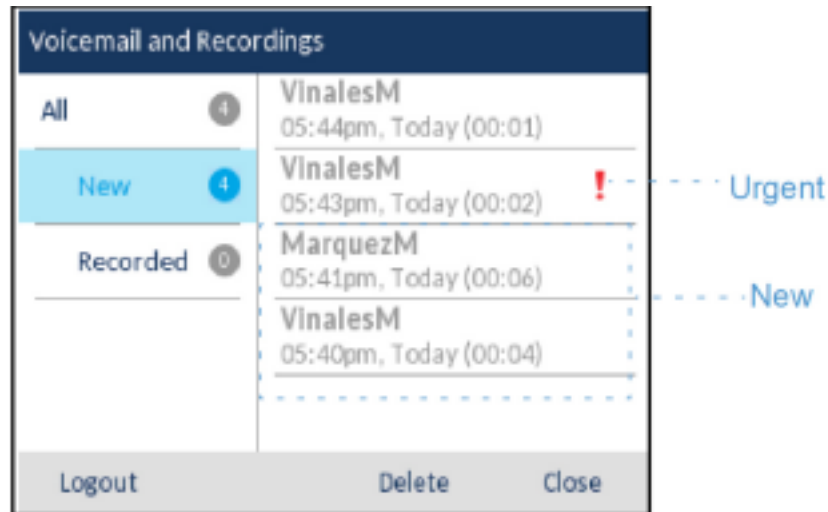 Voicemail and Recordings
All 4
New 4
Recorded 0
VinalesM
05:44pm, Today (00:01)
VinalesM
05:43pm, Today (00:02) !
MarquezM
05:41pm, Today (00:06)
VinalesM
05:40pm, Today (00:04)
Urgent
New
Logout Delete Close